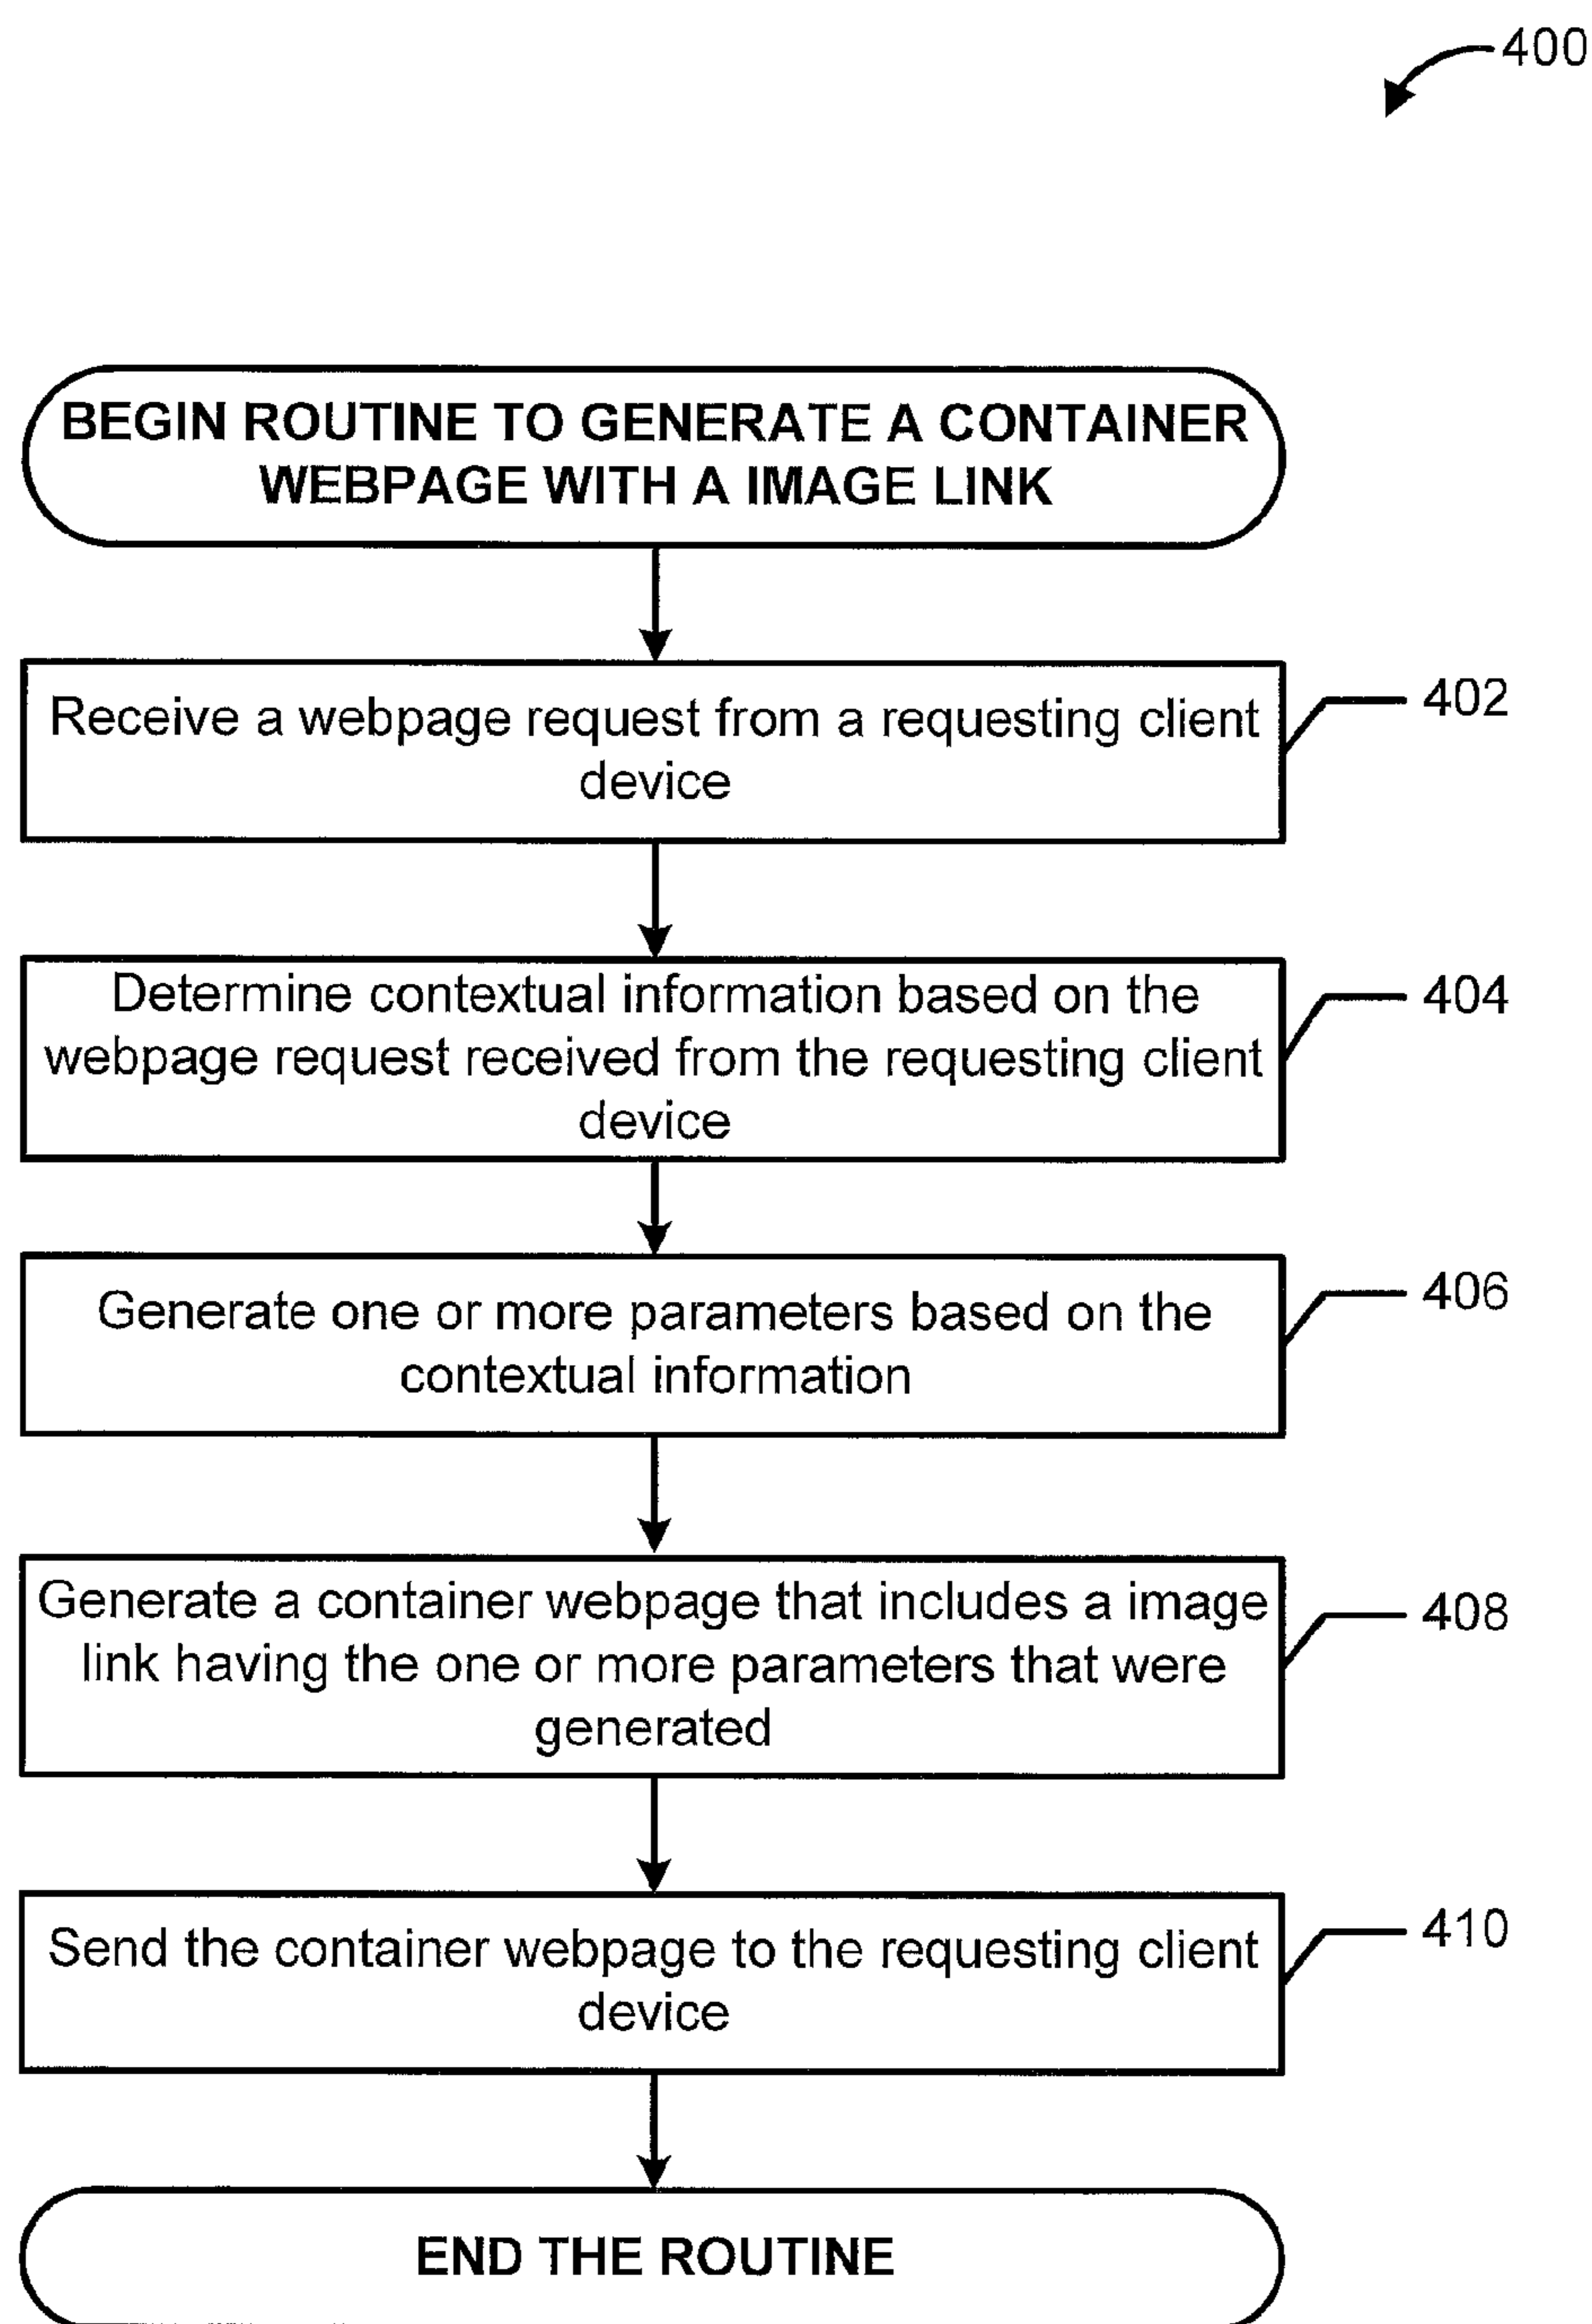 400
BEGIN ROUTINE TO GENERATE A CONTAINER
WEBPAGE WITH A IMAGE LINK
Receive a webpage request from a requesting client
device
402
Determine contextual information based on the
webpage request received from the requesting client
device
404
Generate one or more parameters based on the
contextual information
406
Generate a container webpage that includes a image
link having the one or more parameters that were
generated
408
Send the container webpage to the requesting client
device
410
END THE ROUTINE